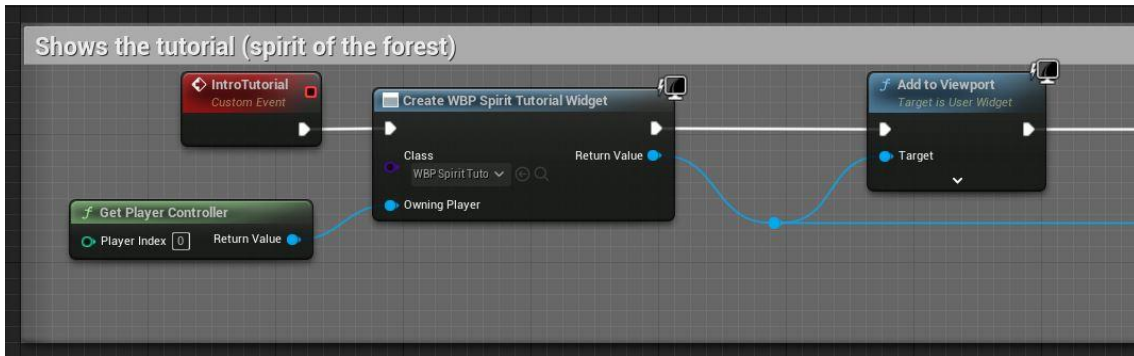 Shows the tutorial (spirit of the forest)
IntroTutorial
Custom Event
Create WBP Spirit Tutorial Widget
Class
WBP Spirit Tuto
Return Value
Owning Player
f Add to Viewport
Target is User Widget
Target
f Get Player Controller
Player Index 0
Return Value